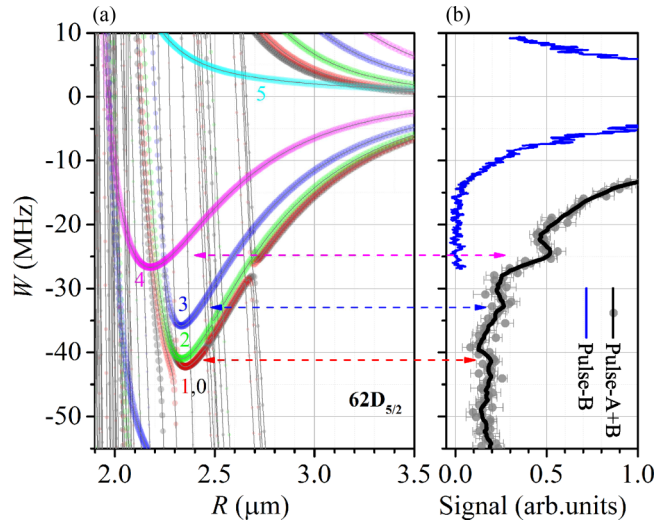 (a)
(b)
10
0
-10
-20
-30
-40
-50
W (MHz)
5
4
3
2
1,0
62D5/2
2.0
2.5
3.0
3.5
R (μm)
Pulse-A+B
Pulse-B
0.0
0.5
1.0
Signal (arb.units)